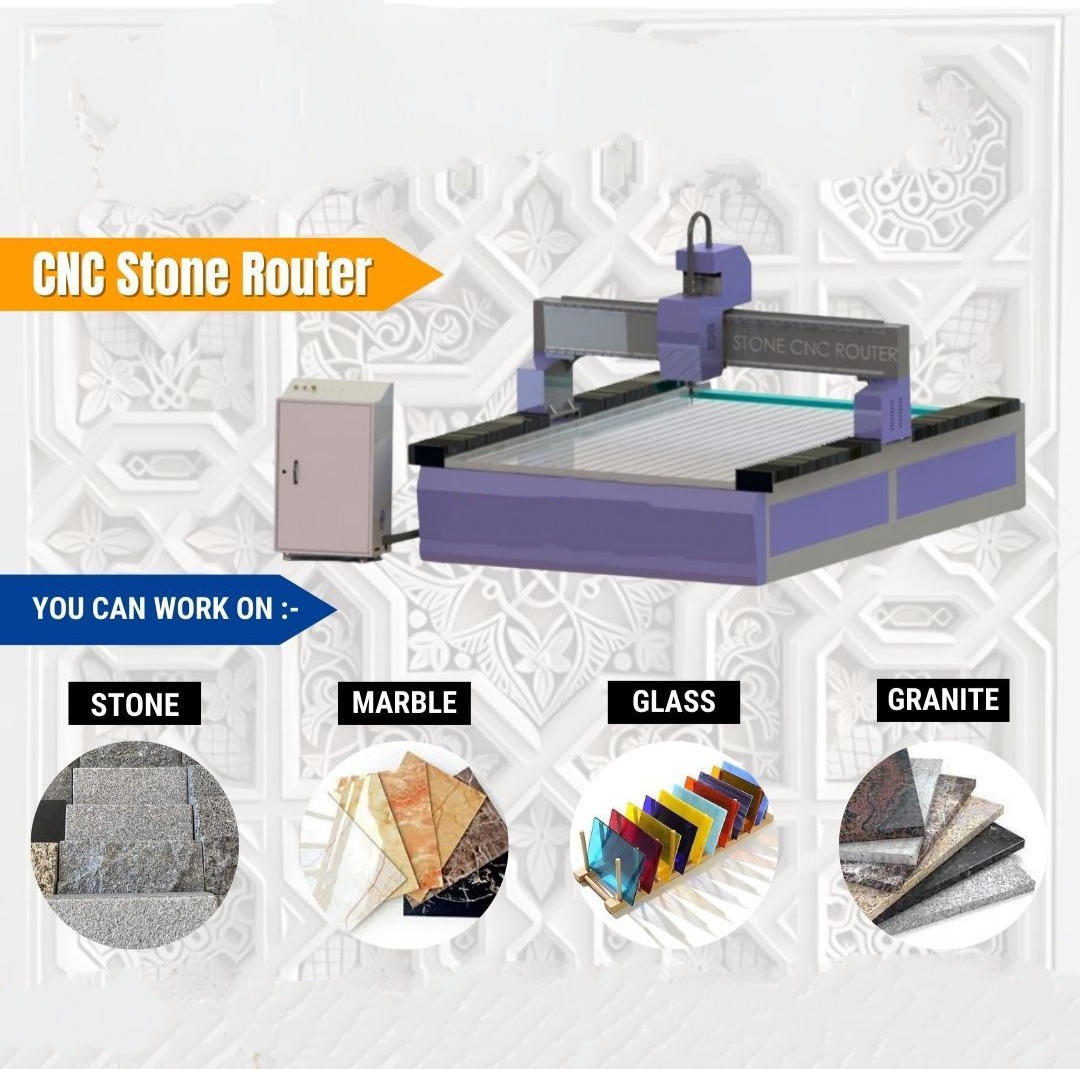 CNC Stone Router
STONE CNC ROUTER
YOU CAN WORK ON :-
STONE
MARBLE
GLASS
GRANITE